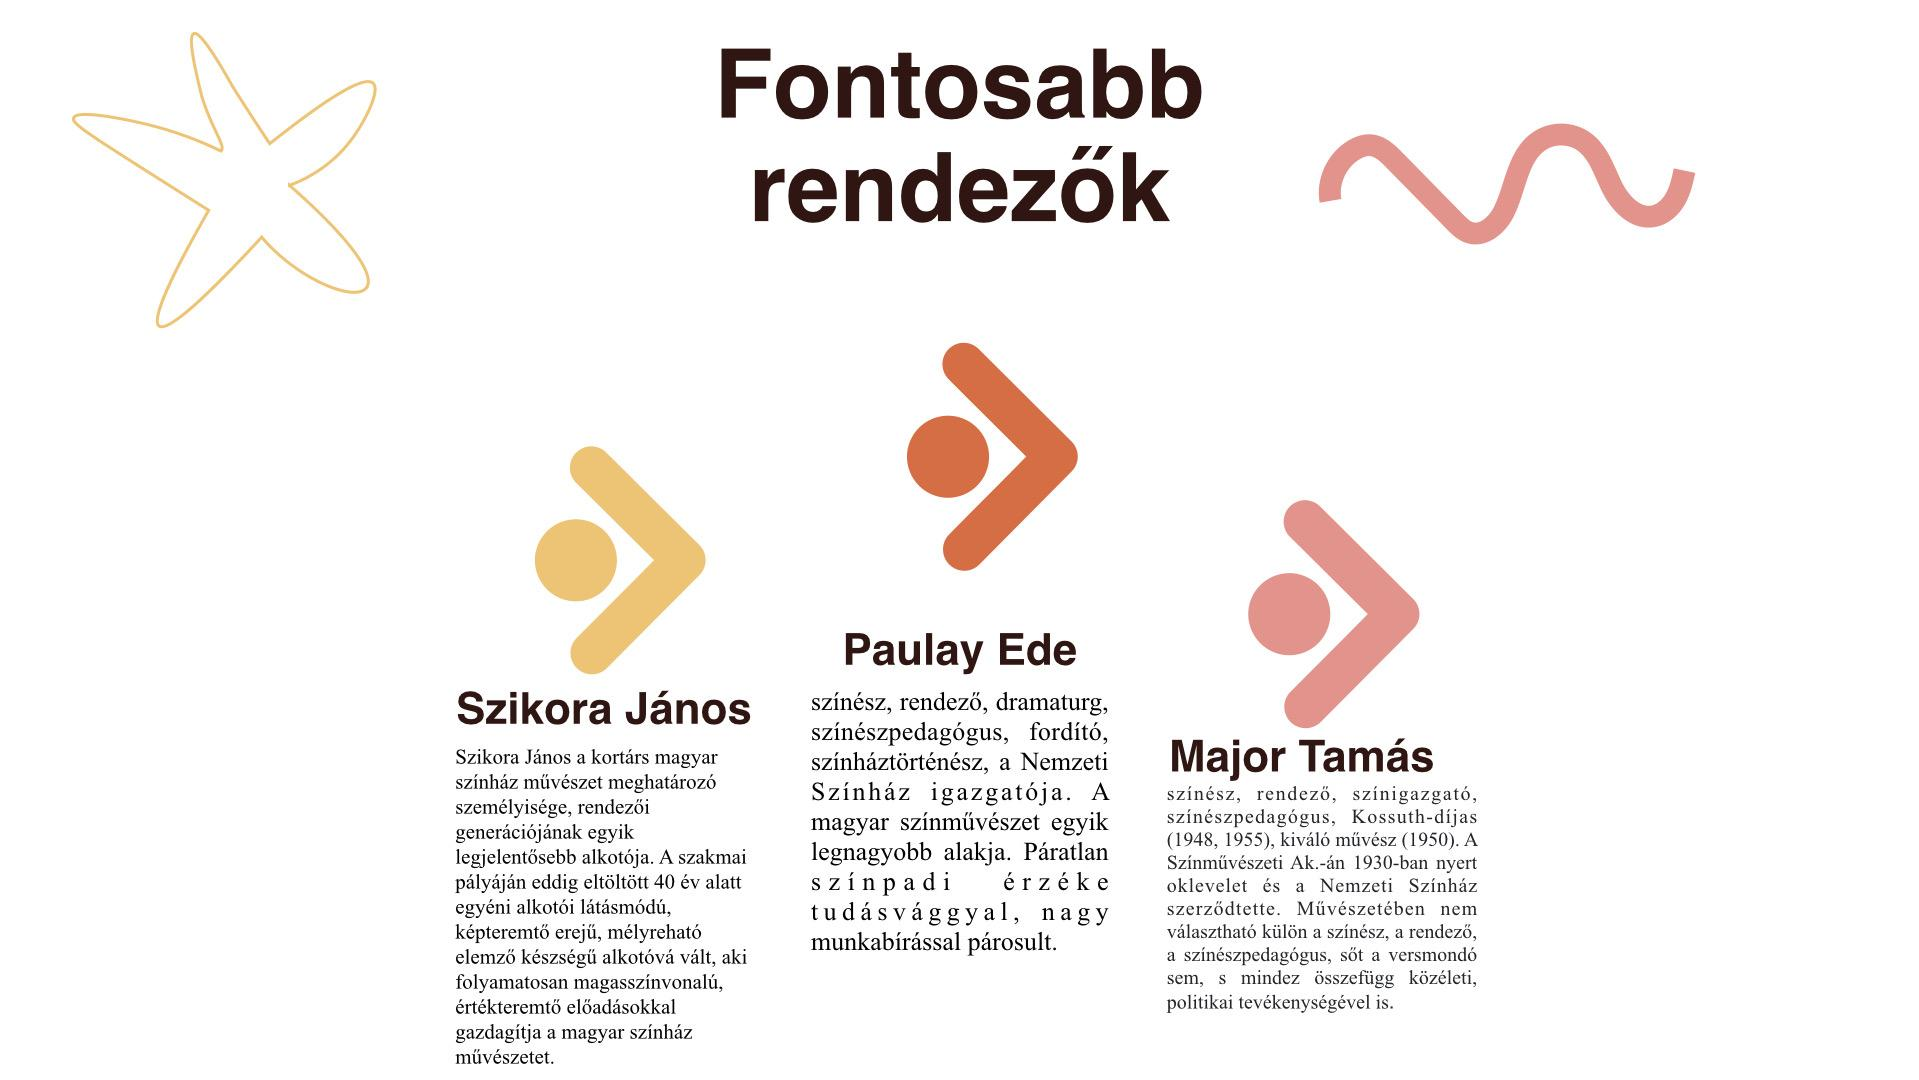 Fontosabb
rendezők
Szikora János
Szikora János a kortárs magyar
színház művészet meghatározó
személyisége, rendezői
generációjának egyik
legjelentősebb alkotója. A szakmai
pályáján eddig eltöltött 40 év alatt
egyéni alkotói látásmódú,
képteremtő erejű, mélyreható
elemző készségű alkotóvá vált, aki
folyamatosan magasszínvonalú,
értékteremtő előadásokkal
gazdagítja a magyar színház
művészetet.
Paulay Ede
színész, rendező, dramaturg,
színészpedagógus, fordító,
színháztörténész, a Nemzeti
Színház igazgatója. A
magyar színművészet egyik
legnagyobb alakja. Páratlan
színpadi érzéke
tudásvággyal, nagy
munkabírással párosult.
Major Tamás
színész, rendező, színigazgató,
színészpedagógus, Kossuth-díjas
(1948, 1955), kiváló művész (1950). A
Színművészeti Ak.-án 1930-ban nyert
oklevelet és a Nemzeti Színház
szerződtette. Művészetében nem
választható külön a színész, a rendező,
a színészpedagógus, sőt a versmondó
sem, s mindez összefügg közéleti,
politikai tevékenységével is.